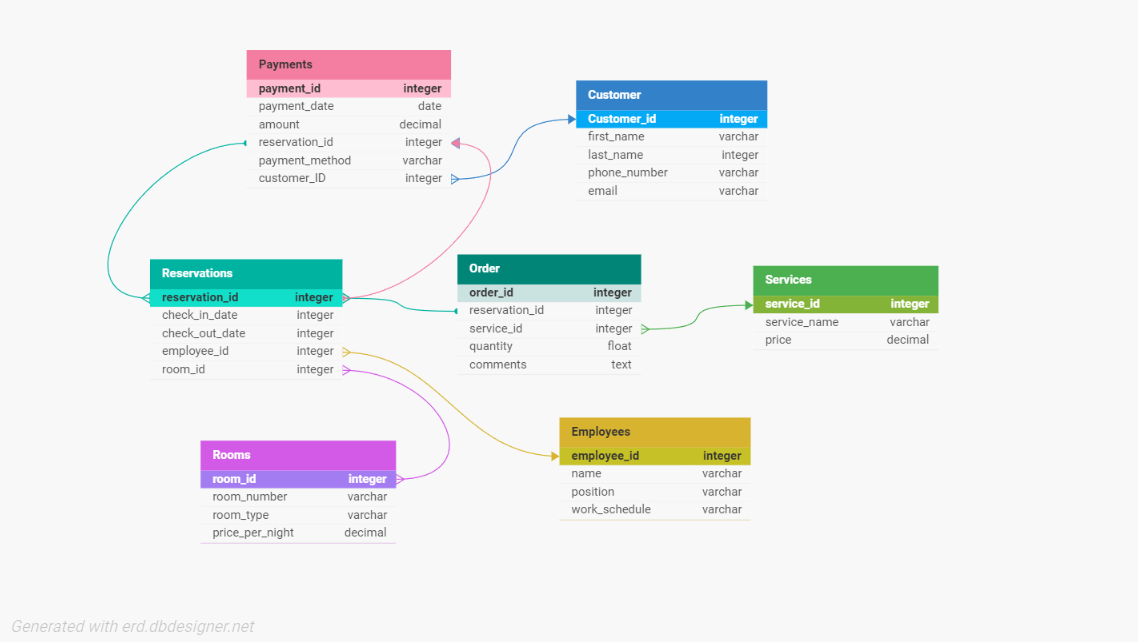 Payments
payment_id integer
payment_date date
amount decimal
reservation_id integer
payment_method varchar
customer_ID integer
Customer
Customer_id integer
first_name varchar
last_name integer
phone_number varchar
email varchar
Reservations
reservation_id integer
check_in_date integer
check_out_date integer
employee_id integer
room_id integer
Order
order_id integer
reservation_id integer
service_id integer
quantity float
comments text
Services
service_id integer
service_name varchar
price decimal
Rooms
room_id integer
room_number varchar
room_type varchar
price_per_night decimal
Employees
employee_id integer
name varchar
position varchar
work_schedule varchar
Generated with erd.dbdesigner.net